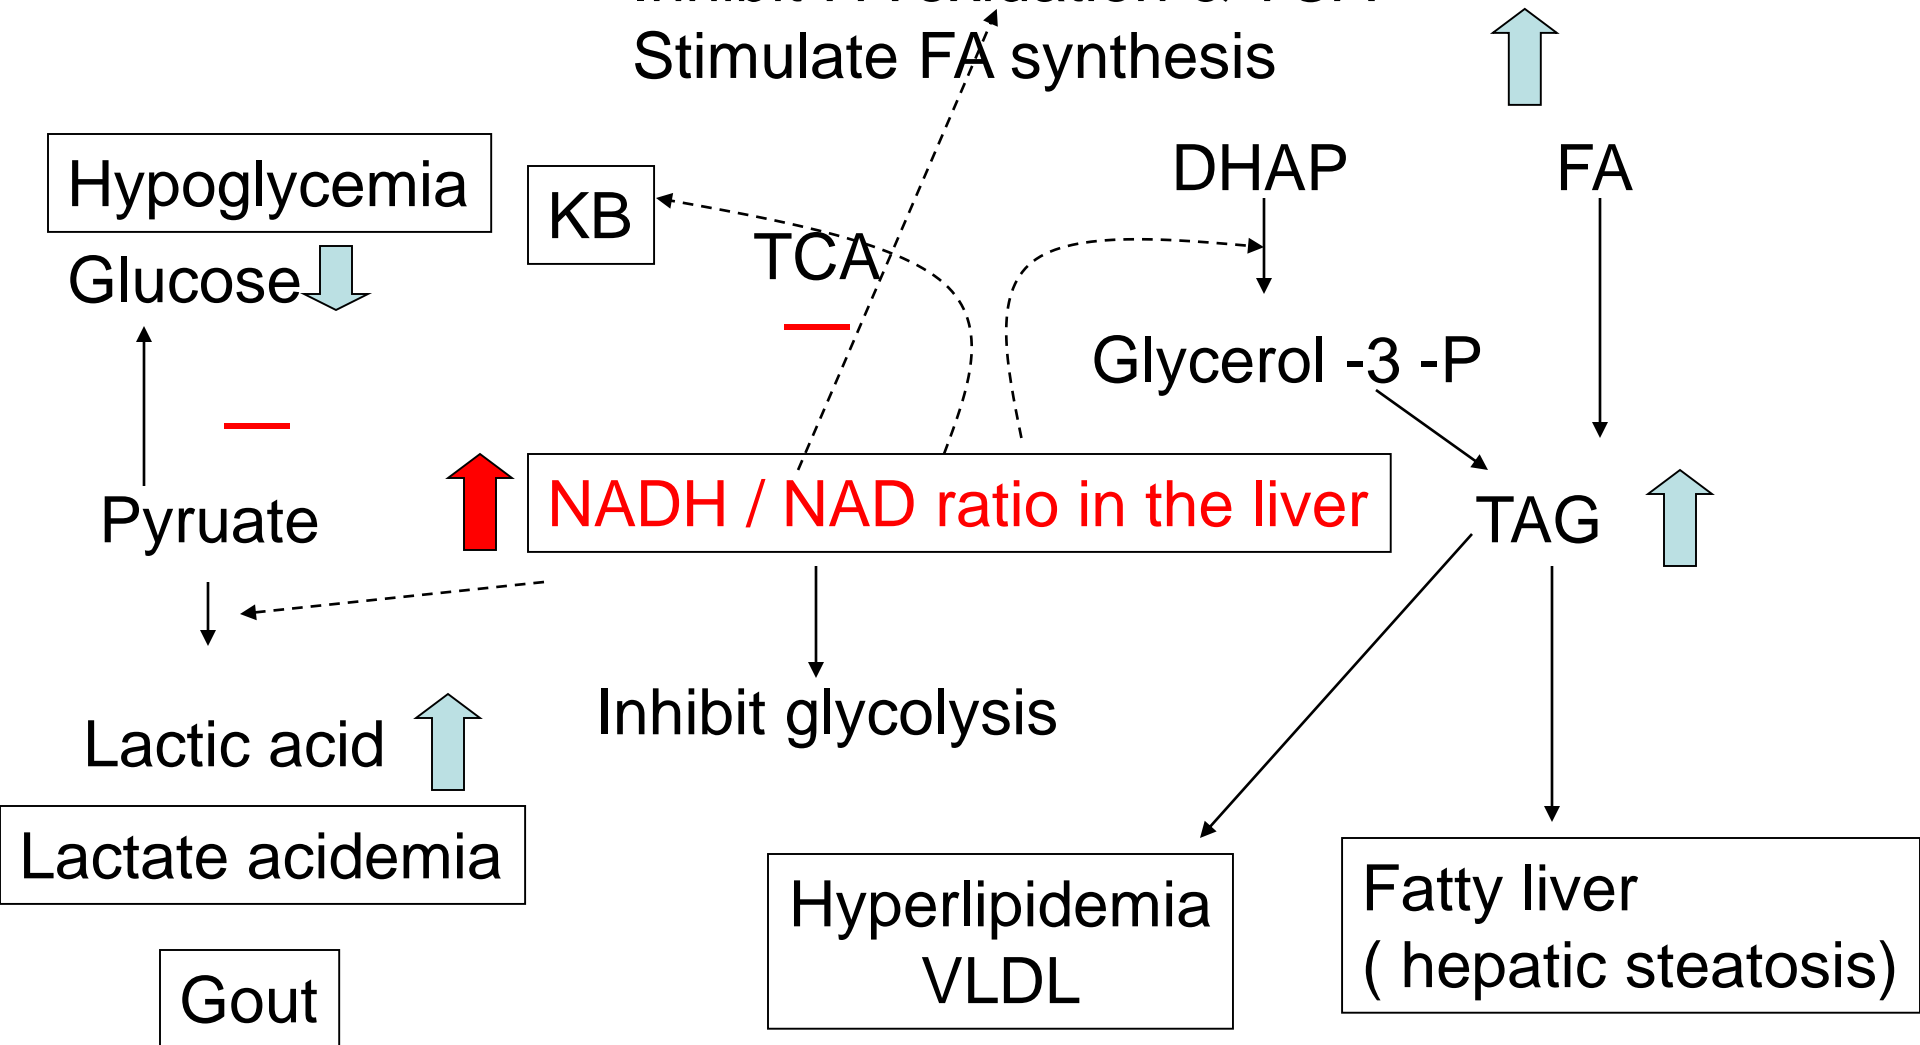 Stimulate FA synthesis
Hypoglycemia
KB
DHAP
FA
Glucose
TCA
Glycerol -3 -P
Pyruate
NADH / NAD ratio in the liver
TAG
Lactic acid
Inhibit glycolysis
Lactate acidemia
Hyperlipidemia
VLDL
Fatty liver
( hepatic steatosis)
Gout